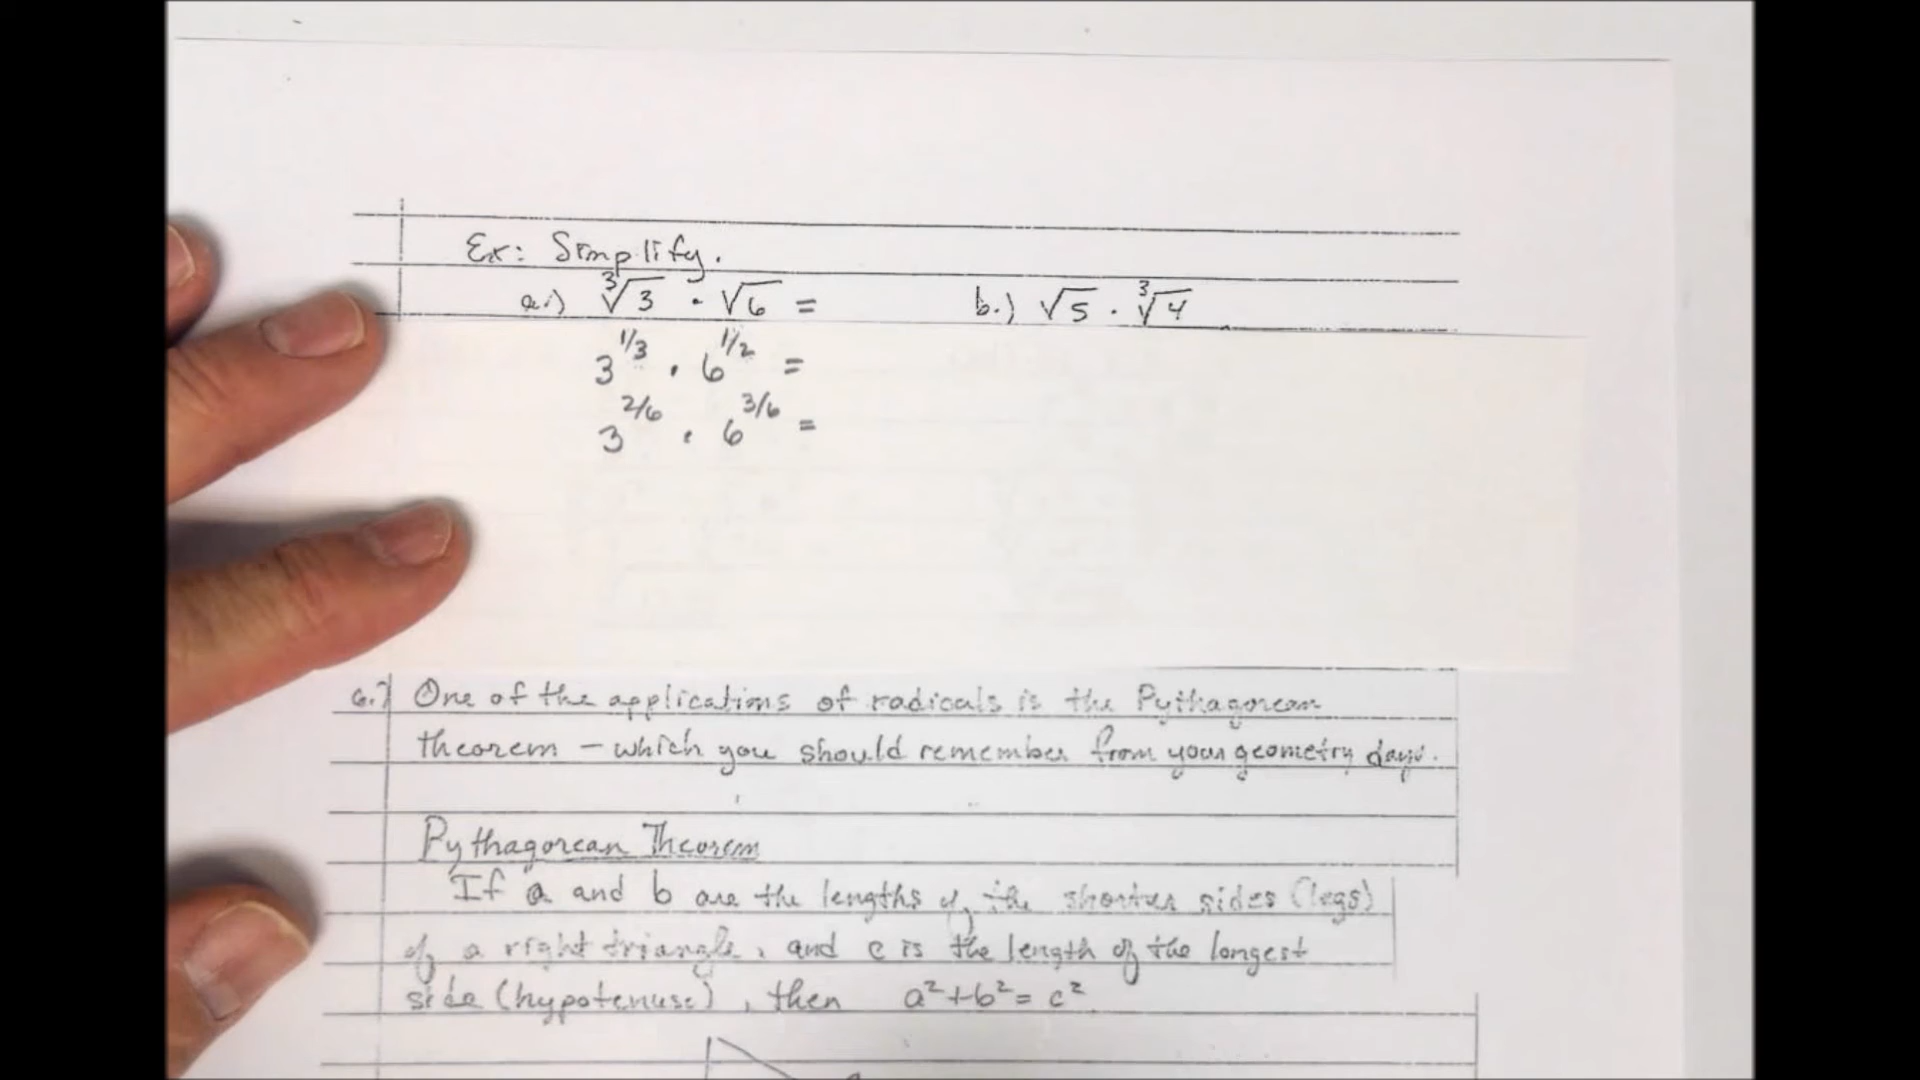 Ex: Simplify.
a.) ∛3 · √6 =
b.) √5 · ∛4
3^1/3 · 6^1/2 =
3^2/6 · 6^3/6 =
6.) One of the applications of radicals is the Pythagorean
theorem – which you should remember from your geometry days.
Pythagorean Theorem
If a and b are the lengths of the shorter sides (legs)
of a right triangle, and c is the length of the longest
side (hypotenuse), then a²+b²=c²